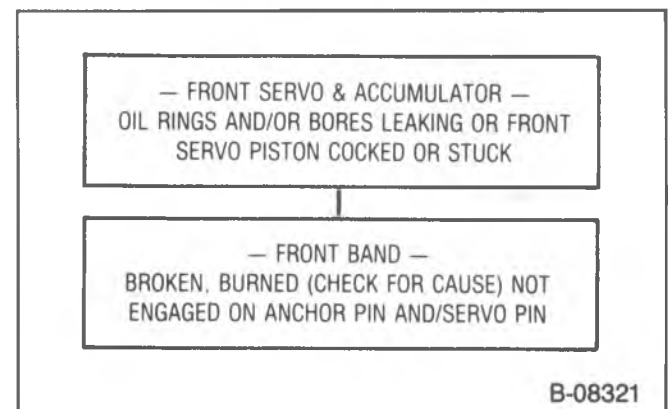 — FRONT SERVO & ACCUMULATOR —
OIL RINGS AND/OR BORES LEAKING OR FRONT
SERVO PISTON COCKED OR STUCK
— FRONT BAND —
BROKEN, BURNED (CHECK FOR CAUSE) NOT
ENGAGED ON ANCHOR PIN AND/SERVO PIN
B-08321